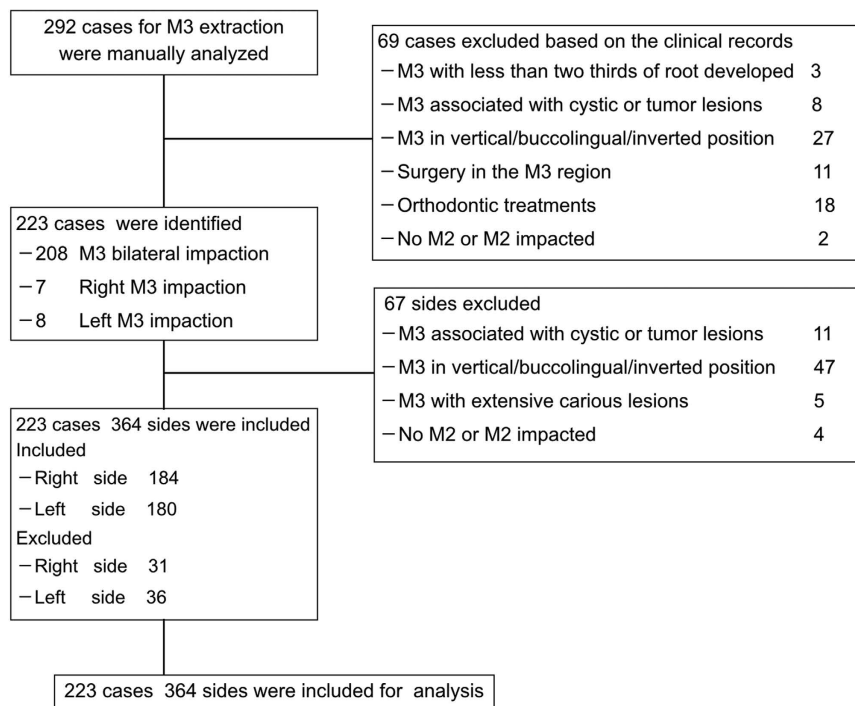 292 cases for M3 extraction
were manually analyzed
69 cases excluded based on the clinical records
－M3 with less than two thirds of root developed 3
－M3 associated with cystic or tumor lesions 8
－M3 in vertical/buccolingual/inverted position 27
－Surgery in the M3 region 11
－Orthodontic treatments 18
－No M2 or M2 impacted 2
223 cases were identified
－208 M3 bilateral impaction
－7 Right M3 impaction
－8 Left M3 impaction
67 sides excluded
－M3 associated with cystic or tumor lesions 11
－M3 in vertical/buccolingual/inverted position 47
－M3 with extensive carious lesions 5
－No M2 or M2 impacted 4
223 cases 364 sides were included
Included
－Right side 184
－Left side 180
Excluded
－Right side 31
－Left side 36
223 cases 364 sides were included for analysis